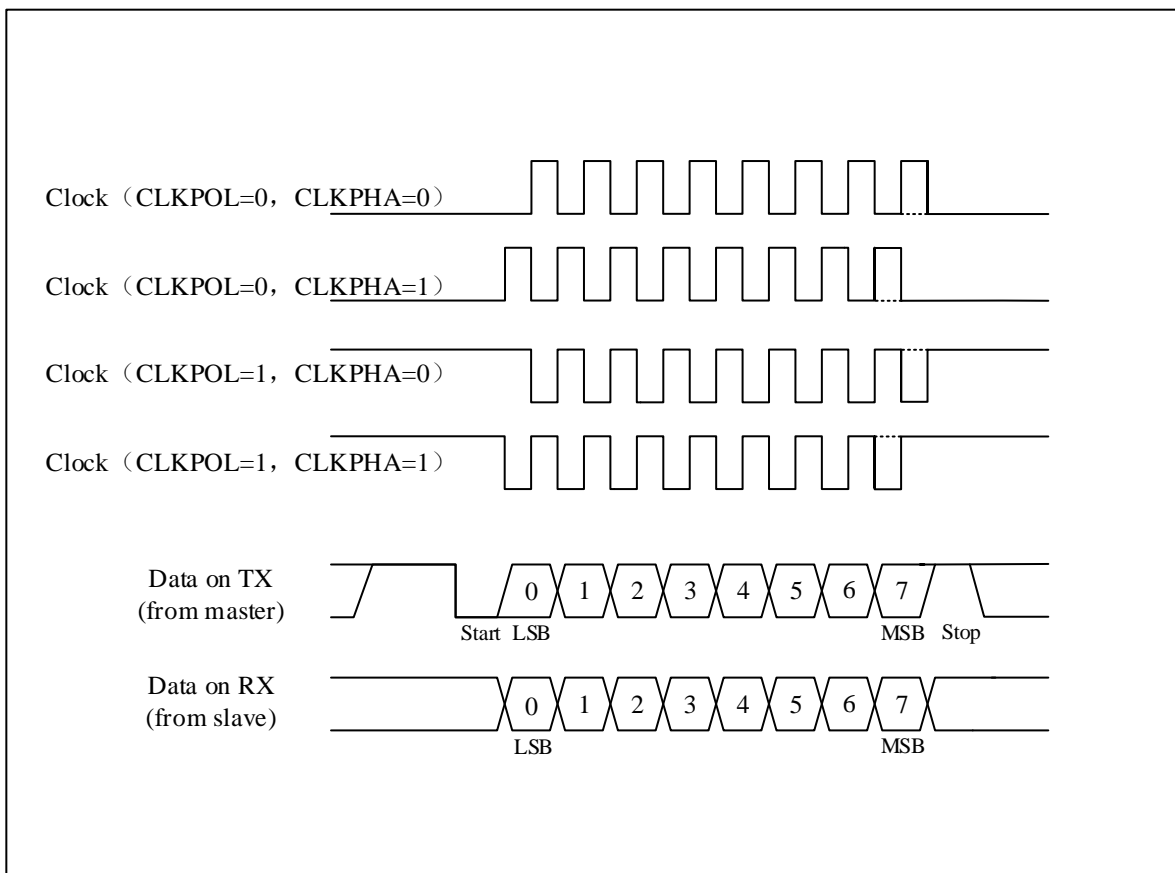 Clock（CLKPOL=0，CLKPHA=0）
Clock（CLKPOL=0，CLKPHA=1）
Clock（CLKPOL=1，CLKPHA=0）
Clock（CLKPOL=1，CLKPHA=1）
Data on TX
(from master)
0 1 2 3 4 5 6 7
Start LSB MSB Stop
Data on RX
(from slave)
0 1 2 3 4 5 6 7
LSB MSB